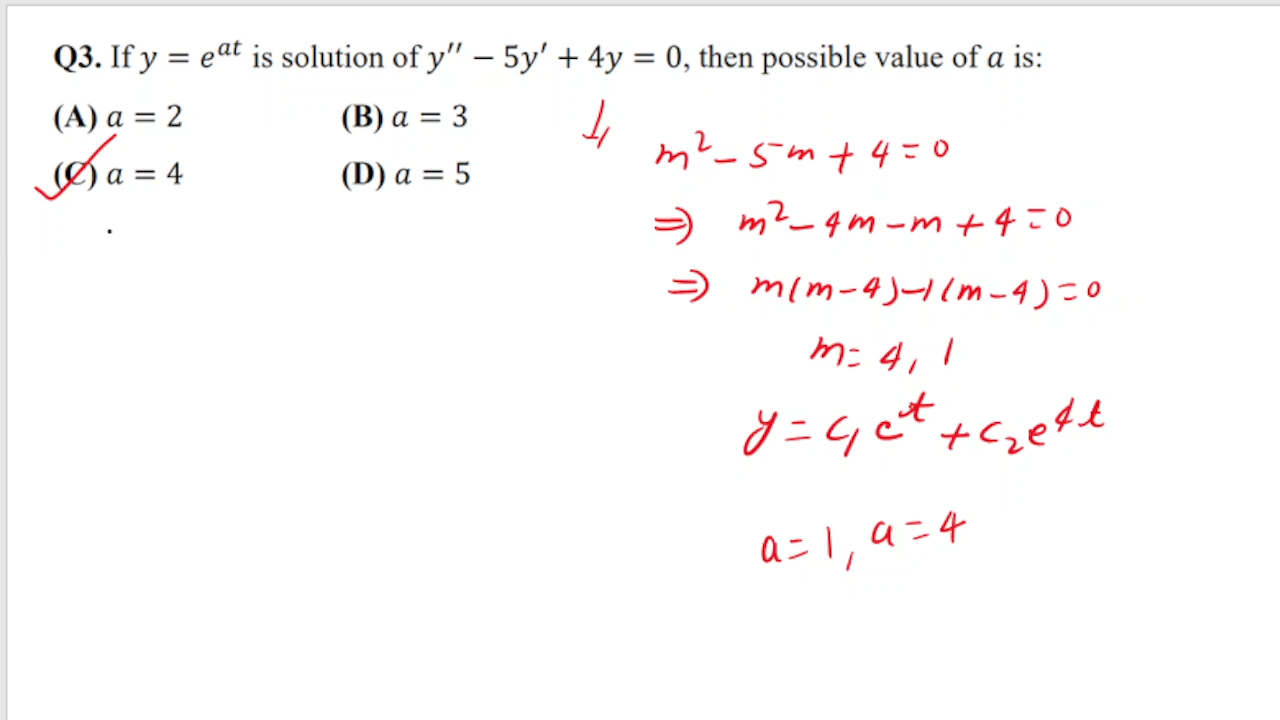 Q3. If y = e^{at} is solution of y'' − 5y' + 4y = 0, then possible value of a is:
(A) a = 2 (B) a = 3
(C) a = 4 (D) a = 5
1,
m² - 5m + 4 = 0
⇒ m² - 4m - m + 4 = 0
⇒ m(m-4) -1(m-4) = 0
m = 4, 1
y = c₁e^t + c₂e^{4t}
a = 1, a = 4